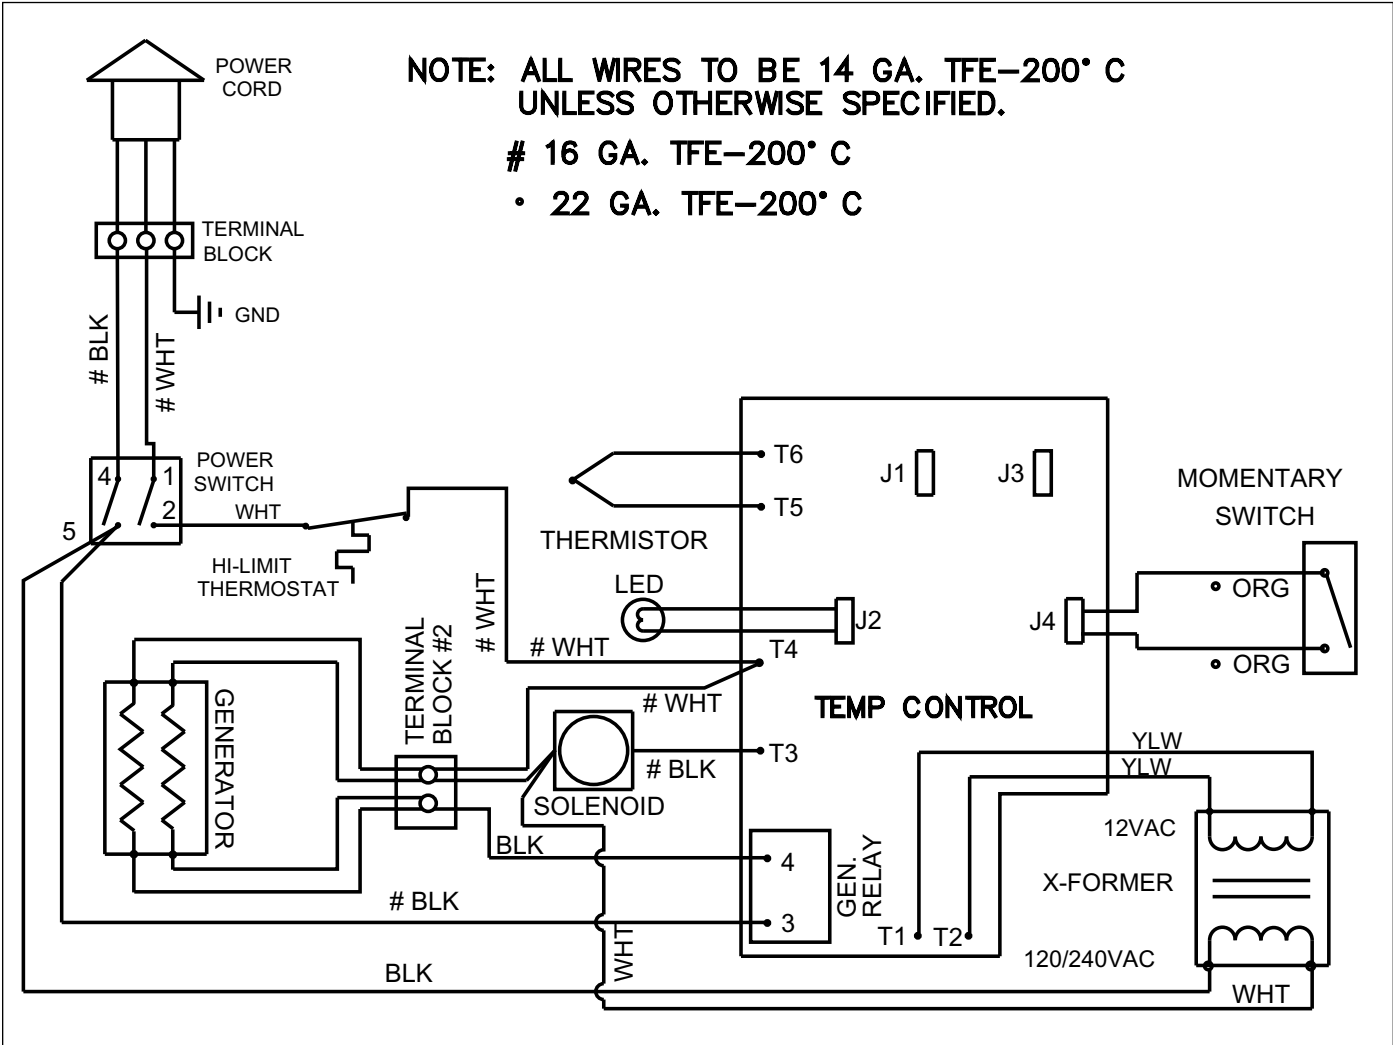 POWER
CORD
NOTE: ALL WIRES TO BE 14 GA. TFE-200° C
UNLESS OTHERWISE SPECIFIED.
# 16 GA. TFE-200° C
• 22 GA. TFE-200° C
TERMINAL
BLOCK
GND
# BLK
# WHT
POWER
SWITCH
4
1
2
5
WHT
HI-LIMIT
THERMOSTAT
THERMISTOR
T6
T5
J1
J3
MOMENTARY
SWITCH
LED
J2
J4
• ORG
• ORG
# WHT
# WHT
T4
# WHT
TERMINAL
BLOCK #2
GENERATOR
TEMP CONTROL
SOLENOID
# BLK
T3
YLW
YLW
BLK
4
3
GEN.
RELAY
T1
T2
12VAC
X-FORMER
120/240VAC
# BLK
WHT
BLK
WHT